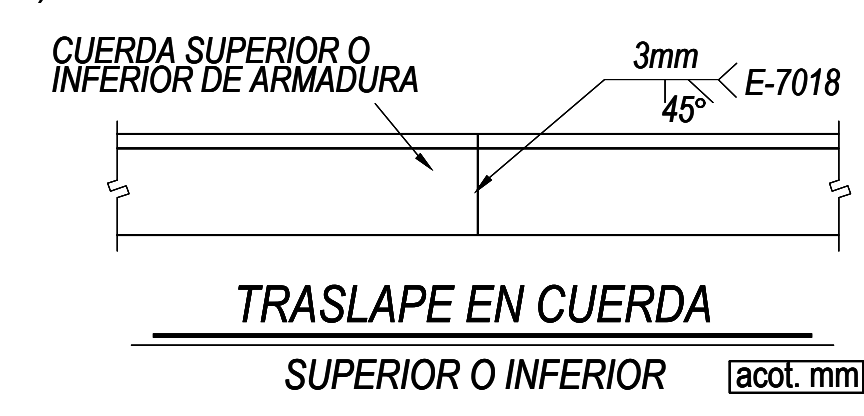 CUERDA SUPERIOR O
INFERIOR DE ARMADURA
3mm
45°
E-7018
TRASLAPE EN CUERDA
SUPERIOR O INFERIOR
acot. mm